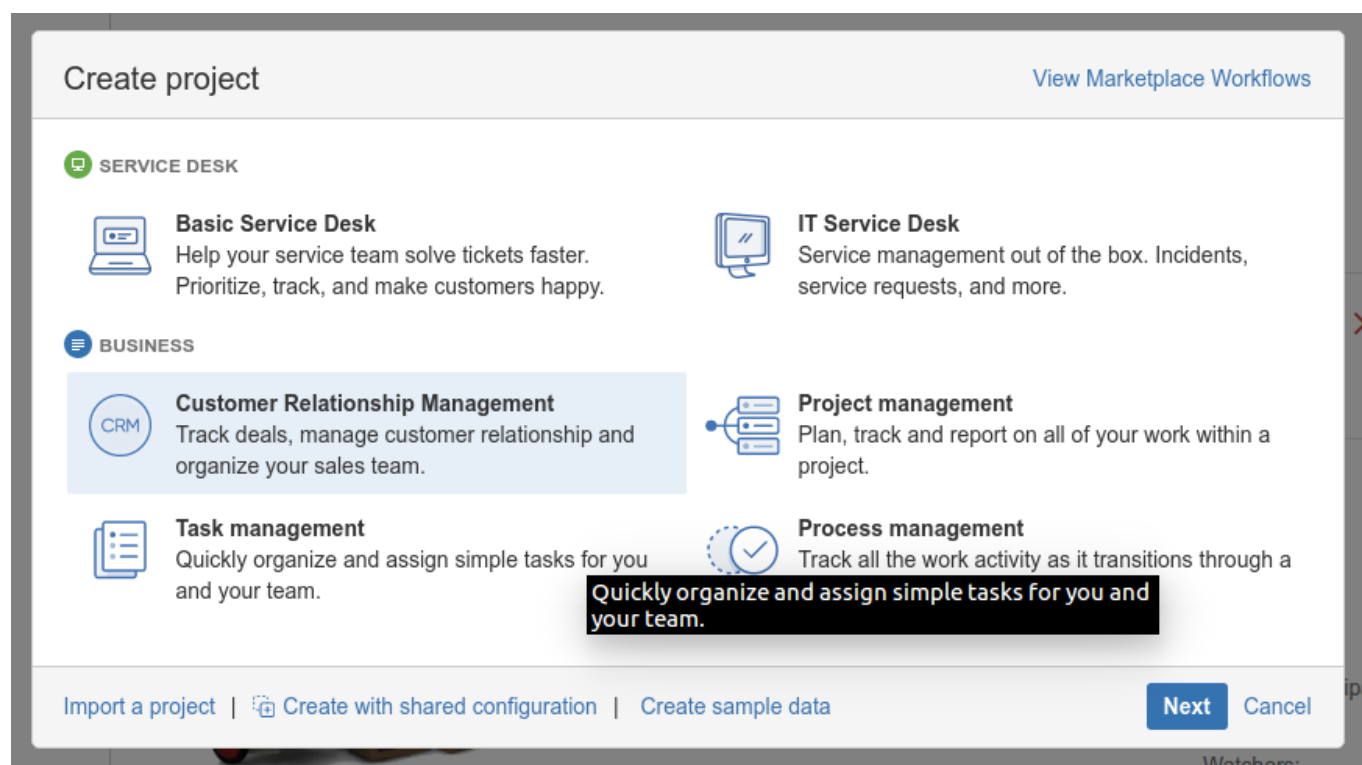 Create project
View Marketplace Workflows
SERVICE DESK
Basic Service Desk
Help your service team solve tickets faster.
Prioritize, track, and make customers happy.
IT Service Desk
Service management out of the box. Incidents,
service requests, and more.
BUSINESS
CRM
Customer Relationship Management
Track deals, manage customer relationship and
organize your sales team.
Project management
Plan, track and report on all of your work within a
project.
Task management
Quickly organize and assign simple tasks for you
and your team.
Process management
Track all the work activity as it transitions through a
Quickly organize and assign simple tasks for you and
your team.
Import a project | Create with shared configuration | Create sample data
Next Cancel